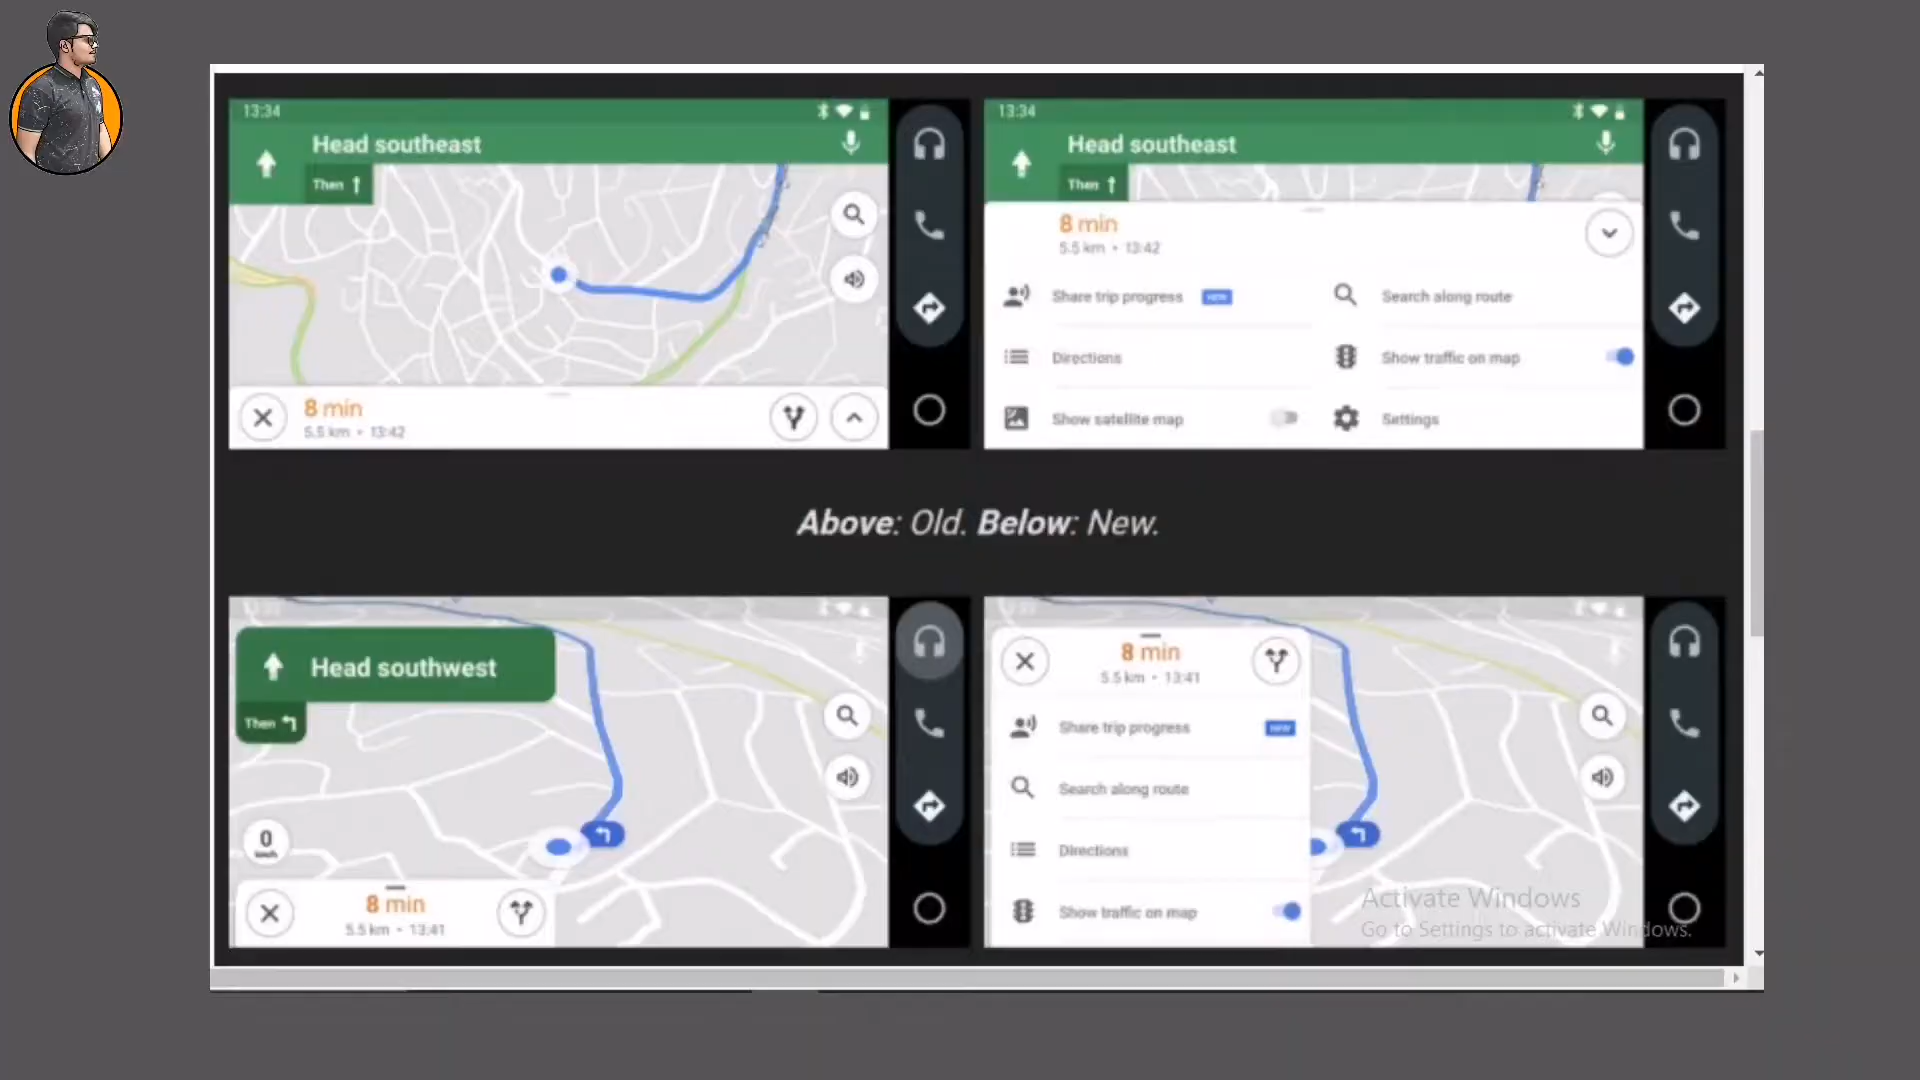 13:34
Head southeast
Then
8 min
5.5 km • 13:42
13:34
Head southeast
Then
8 min
5.5 km • 13:42
Share trip progress NEW
Search along route
Directions
Show traffic on map
Show satellite map
Settings
Above: Old. Below: New.
Head southwest
Then
0
km/h
8 min
5.5 km • 13:41
8 min
5.5 km • 13:41
Share trip progress NEW
Search along route
Directions
Show traffic on map
Activate Windows
Go to Settings to activate Windows.